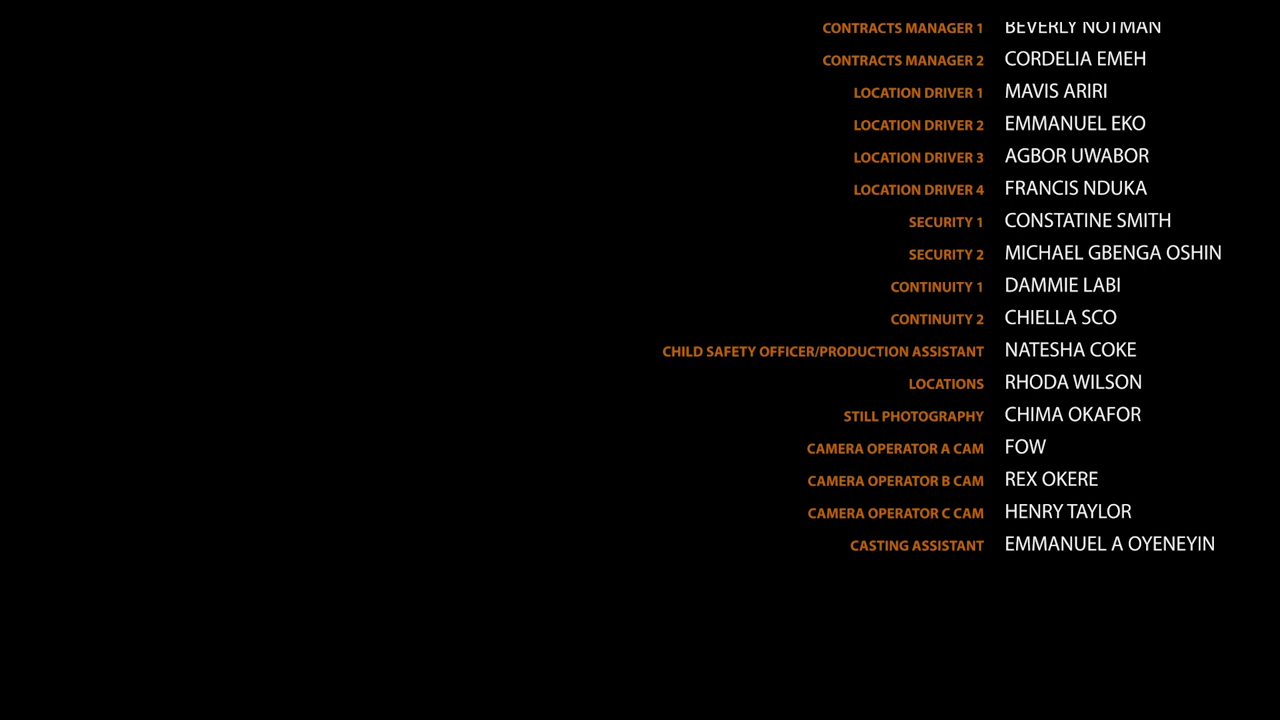 CONTRACTS MANAGER 1 BEVERLY NOTMAN
CONTRACTS MANAGER 2 CORDELIA EMEH
LOCATION DRIVER 1 MAVIS ARIRI
LOCATION DRIVER 2 EMMANUEL EKO
LOCATION DRIVER 3 AGBOR UWABOR
LOCATION DRIVER 4 FRANCIS NDUKA
SECURITY 1 CONSTATINE SMITH
SECURITY 2 MICHAEL GBENGA OSHIN
CONTINUITY 1 DAMMIE LABI
CONTINUITY 2 CHIELLA SCO
CHILD SAFETY OFFICER/PRODUCTION ASSISTANT NATESHA COKE
LOCATIONS RHODA WILSON
STILL PHOTOGRAPHY CHIMA OKAFOR
CAMERA OPERATOR A CAM FOW
CAMERA OPERATOR B CAM REX OKERE
CAMERA OPERATOR C CAM HENRY TAYLOR
CASTING ASSISTANT EMMANUEL A OYENEYIN